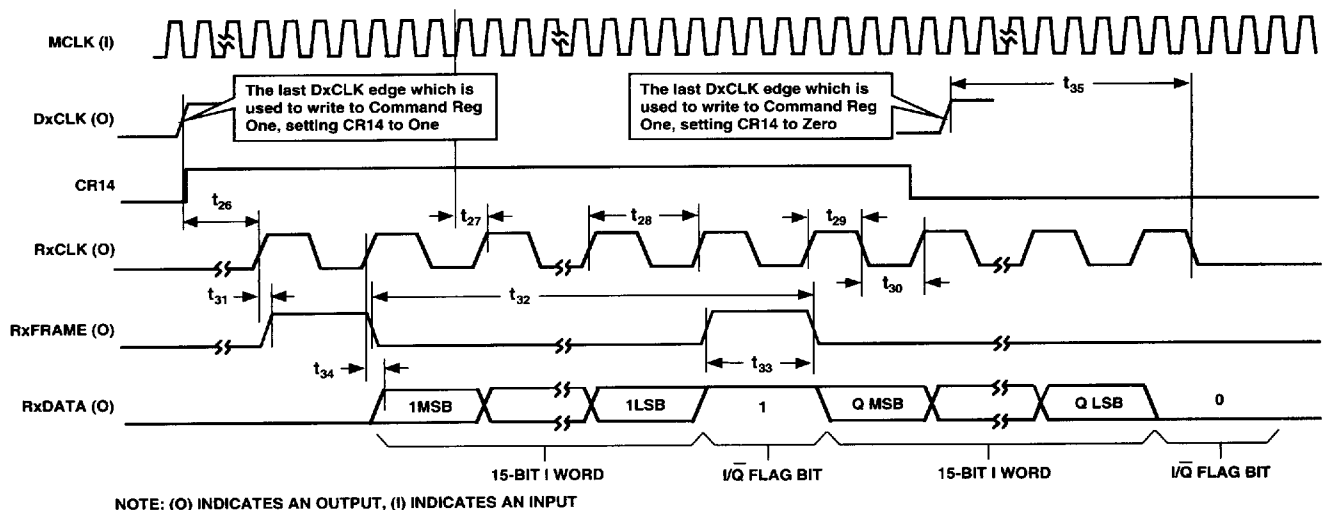 MCLK (I)
The last DxCLK edge which is
used to write to Command Reg
One, setting CR14 to One
The last DxCLK edge which is
used to write to Command Reg
One, setting CR14 to Zero
t35
DxCLK (O)
CR14
t26
t27
t28
t29
RxCLK (O)
t30
t31
t32
RxFRAME (O)
t33
t34
RxDATA (O)
1MSB
1LSB
1
Q MSB
Q LSB
0
15-BIT I WORD
I/Q̅ FLAG BIT
15-BIT I WORD
I/Q̅ FLAG BIT
NOTE: (O) INDICATES AN OUTPUT, (I) INDICATES AN INPUT